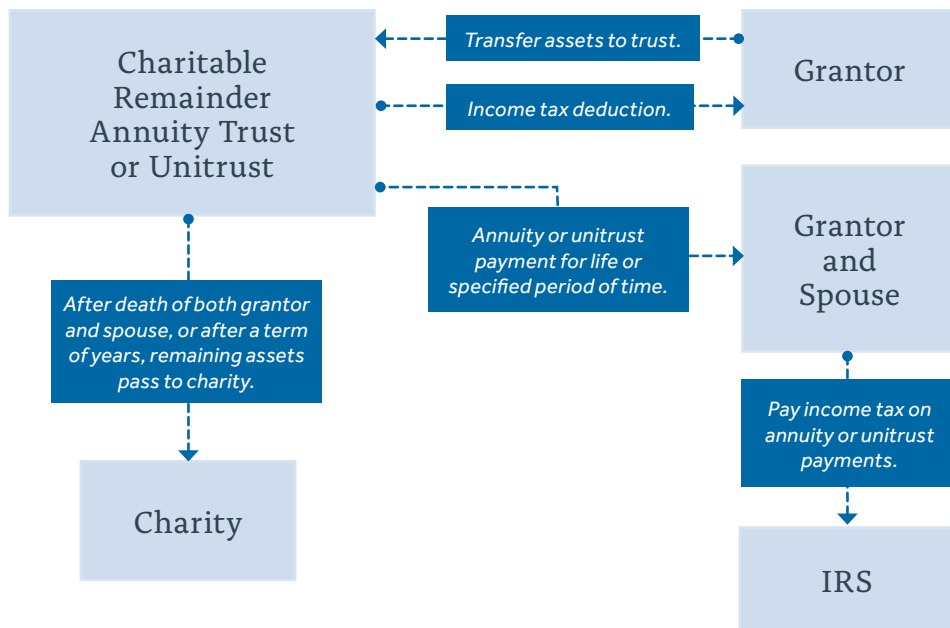 Charitable
Remainder
Annuity Trust
or Unitrust
Transfer assets to trust.
Income tax deduction.
Grantor
Annuity or unitrust
payment for life or
specified period of time.
Grantor
and
Spouse
After death of both grantor
and spouse, or after a term
of years, remaining assets
pass to charity.
Pay income tax on
annuity or unitrust
payments.
Charity
IRS